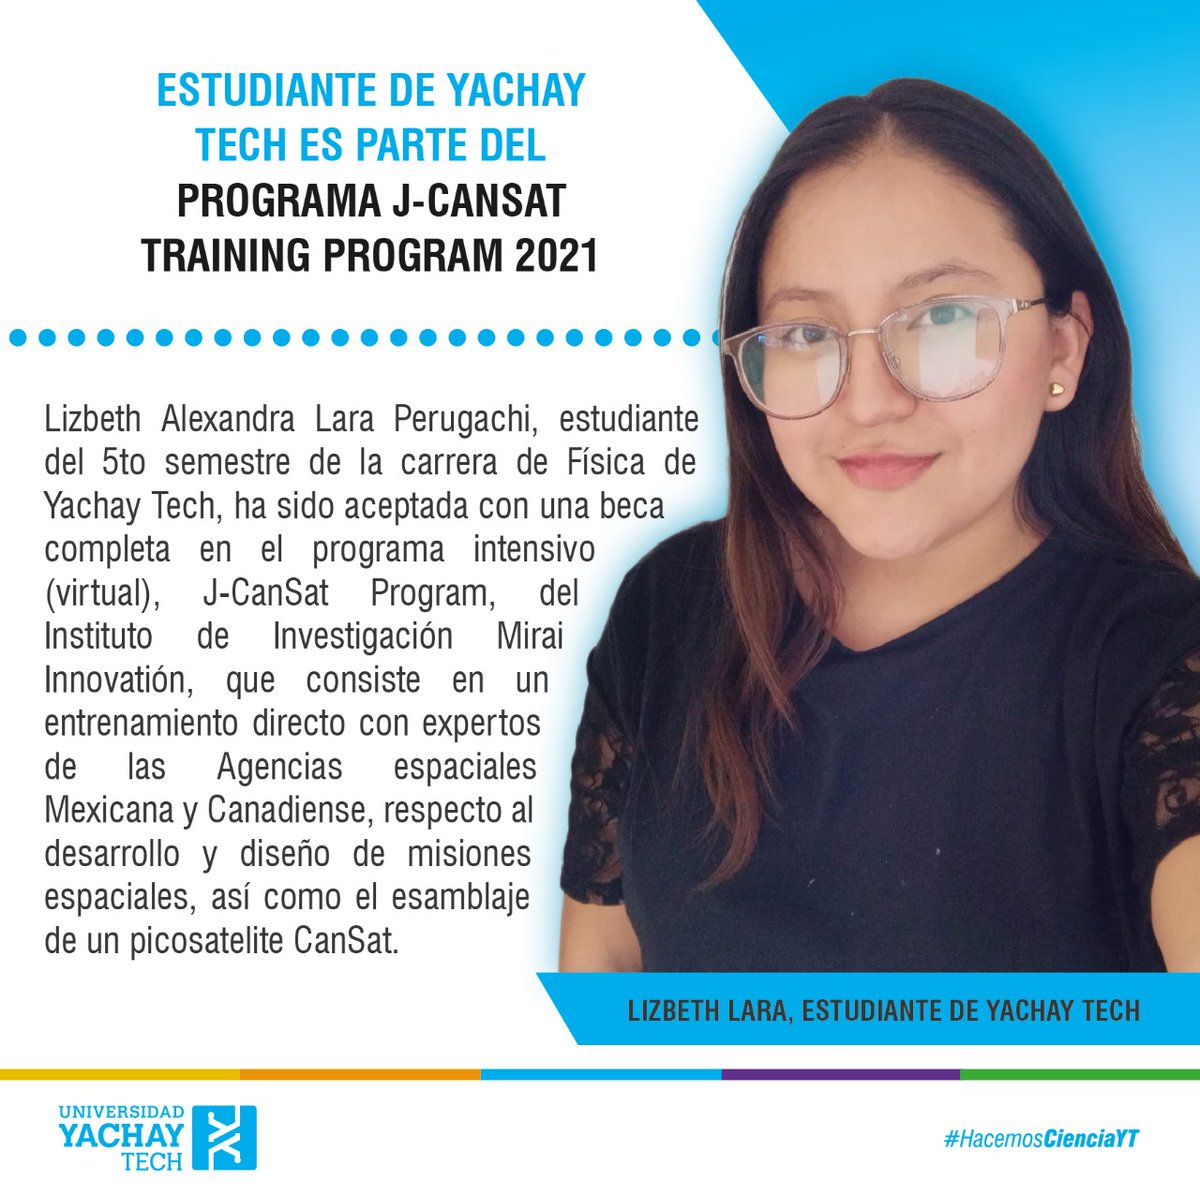 ESTUDIANTE DE YACHAY
TECH ES PARTE DEL
PROGRAMA J-CANSAT
TRAINING PROGRAM 2021
Lizbeth Alexandra Lara Perugachi, estudiante
del 5to semestre de la carrera de Física de
Yachay Tech, ha sido aceptada con una beca
completa en el programa intensivo
(virtual), J-CanSat Program, del
Instituto de Investigación Mirai
Innovatión, que consiste en un
entrenamiento directo con expertos
de las Agencias espaciales
Mexicana y Canadiense, respecto al
desarrollo y diseño de misiones
espaciales, así como el esamblaje
de un picosatelite CanSat.
LIZBETH LARA, ESTUDIANTE DE YACHAY TECH
UNIVERSIDAD
YACHAY
TECH
#HacemosCienciaYT